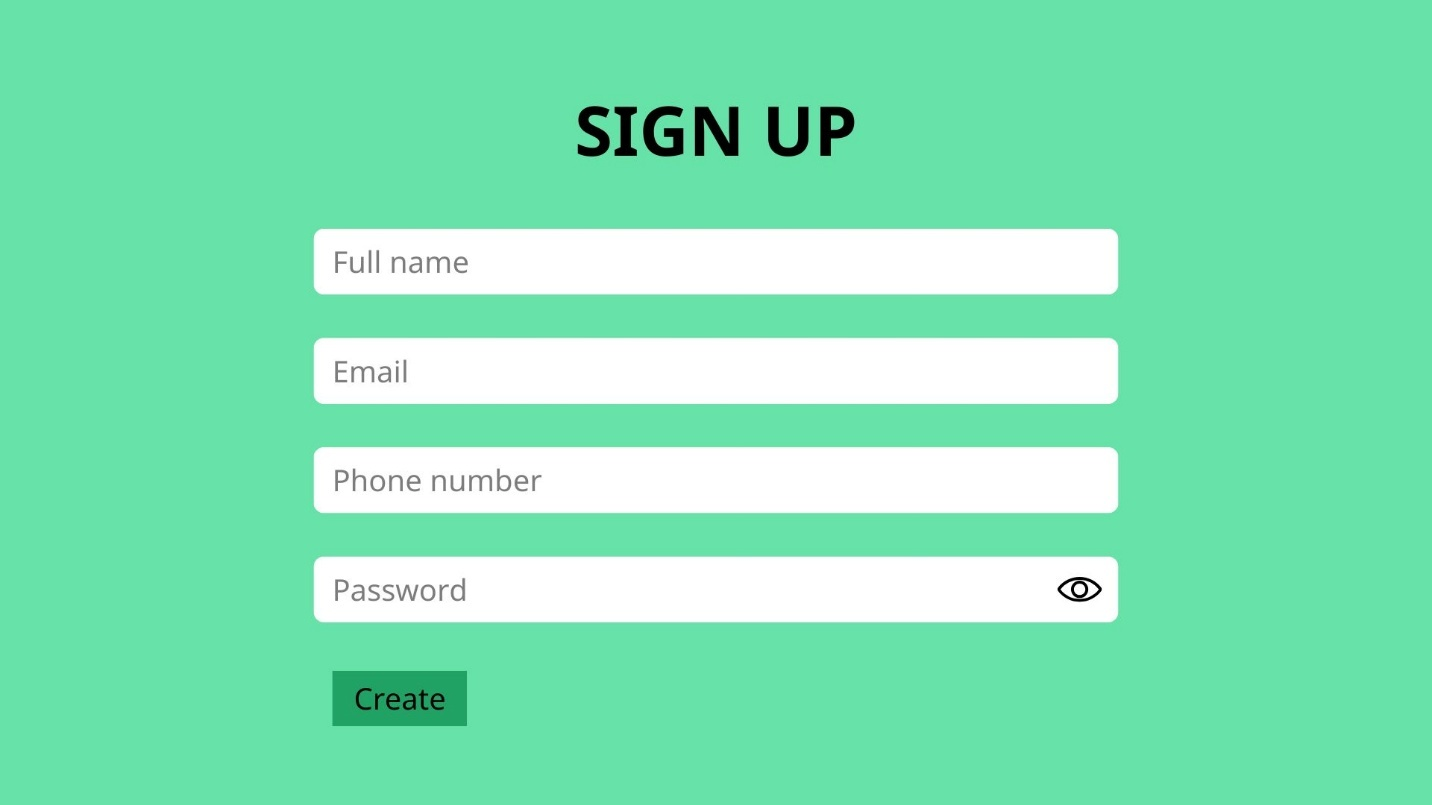 SIGN UP
Full name
Email
Phone number
Password
Create